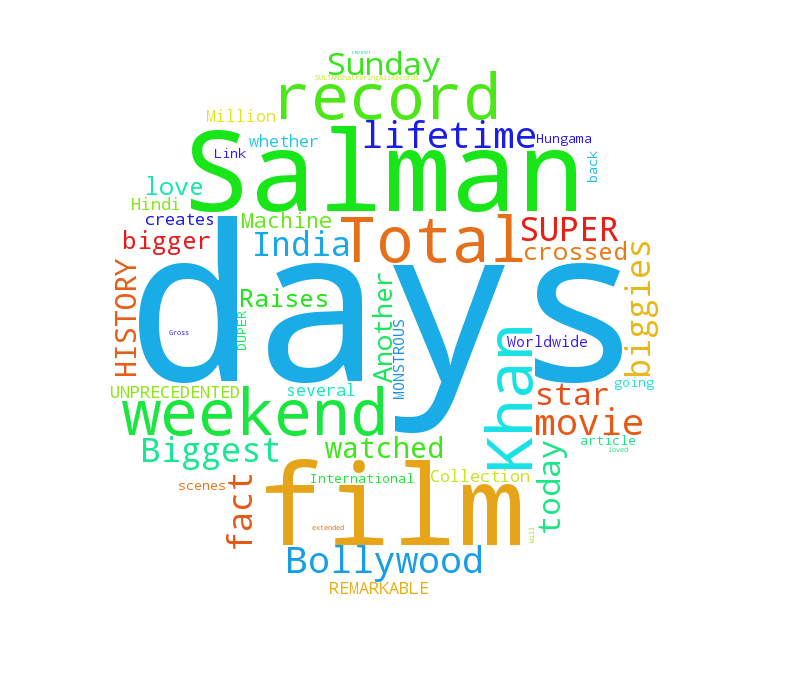 Sunday
SULTANShatteringAllRecords
record
Million
lifetime
whether
Hungama
Link
Salman
back
love
Hindi
creates
Machine
Total
SUPER
bigger
India
crossed
days
HISTORY
Raises
Another
biggies
DUPER
MONSTROUS
Gross
Khan
Worldwide
UNPRECEDENTED
several
going
weekend
star
movie
Biggest
watched
article
loved
today
fact
scenes
film
International
Collection
extended
Will
Bollywood
REMARKABLE